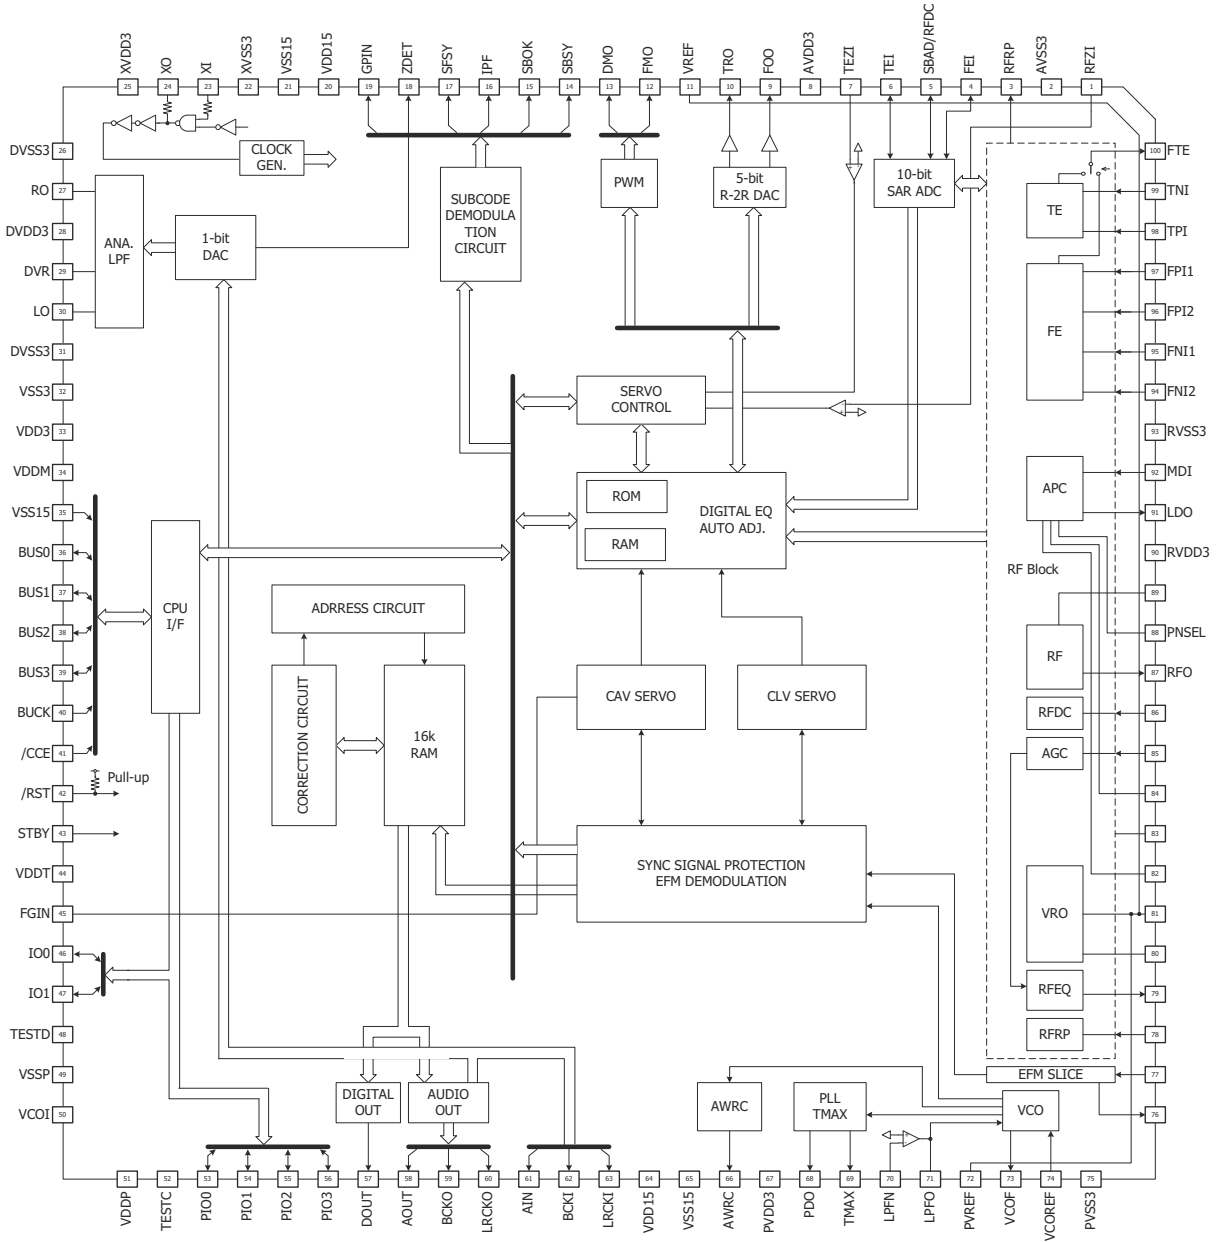 XVDD3 XO XI XVSS3 VSS15 VDD15 GPIN ZDET SFSY IPF SBOK SBSY DMO FMO VREF TRO FOO AVDD3 TEZI TEI SBAD/RFDC FEI RFRP AVSS3 RFZI
25 24 23 22 21 20 19 18 17 16 15 14 13 12 11 10 9 8 7 6 5 4 3 2 1
DVSS3 26
RO 27
DVDD3 28
DVR 29
LO 30
DVSS3 31
VSS3 32
VDD3 33
VDDM 34
VSS15 35
BUS0 36
BUS1 37
BUS2 38
BUS3 39
BUCK 40
/CCE 41
/RST 42
STBY 43
VDDT 44
FGIN 45
IO0 46
IO1 47
TESTD 48
VSSP 49
VCOI 50
CLOCK
GEN.
ANA.
LPF
1-bit
DAC
SUBCODE
DEMODULA
TION
CIRCUIT
PWM
5-bit
R-2R DAC
10-bit
SAR ADC
TE
FE
SERVO
CONTROL
ROM
RAM
DIGITAL EQ
AUTO ADJ.
APC
RF Block
CPU
I/F
ADRRESS CIRCUIT
CORRECTION CIRCUIT
16k
RAM
CAV SERVO
CLV SERVO
RF
RFDC
AGC
Pull-up
SYNC SIGNAL PROTECTION
EFM DEMODULATION
VRO
RFEQ
RFRP
EFM SLICE
DIGITAL
OUT
AUDIO
OUT
AWRC
PLL
TMAX
VCO
100 FTE
99 TNI
98 TPI
97 FPI1
96 FPI2
95 FNI1
94 FNI2
93 RVSS3
92 MDI
91 LDO
90 RVDD3
89
88 PNSEL
87 RFO
86
85
84
83
82
81
80
79
78
77
76
51 52 53 54 55 56 57 58 59 60 61 62 63 64 65 66 67 68 69 70 71 72 73 74 75
VDDP TESTC PIO0 PIO1 PIO2 PIO3 DOUT AOUT BCKO LRCKO AIN BCKI LRCKI VDD15 VSS15 AWRC PVDD3 PDO TMAX LPFN LPFO PVREF VCOF VCOREF PVSS3